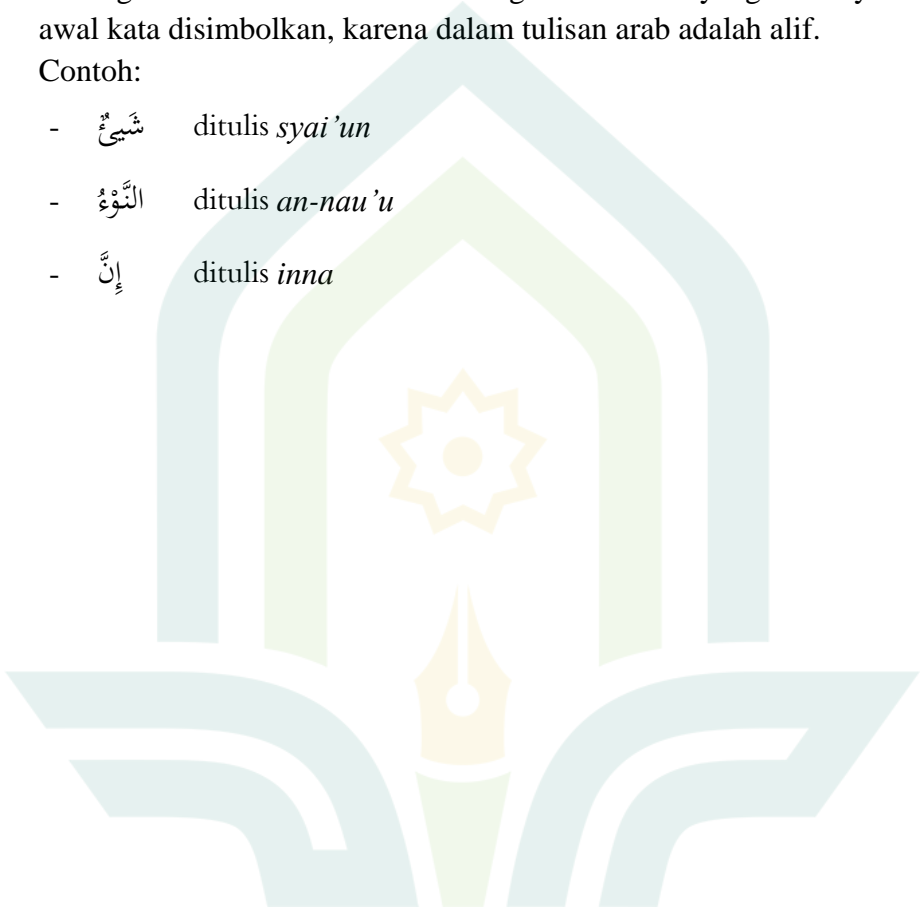 awal kata disimbolkan, karena dalam tulisan arab adalah alif.
Contoh:
- شَيئٌ ditulis syai’un
- النَّوْءُ ditulis an-nau’u
- إِنَّ ditulis inna